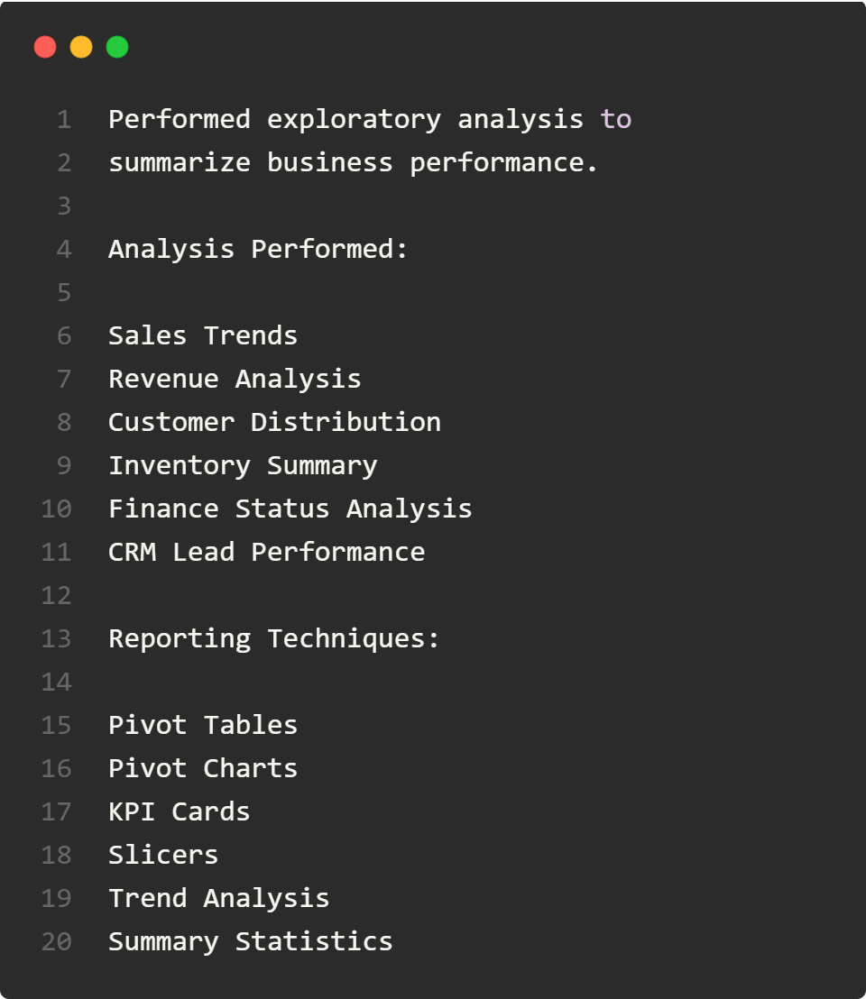 1 Performed exploratory analysis to
2 summarize business performance.
3
4 Analysis Performed:
5
6 Sales Trends
7 Revenue Analysis
8 Customer Distribution
9 Inventory Summary
10 Finance Status Analysis
11 CRM Lead Performance
12
13 Reporting Techniques:
14
15 Pivot Tables
16 Pivot Charts
17 KPI Cards
18 Slicers
19 Trend Analysis
20 Summary Statistics